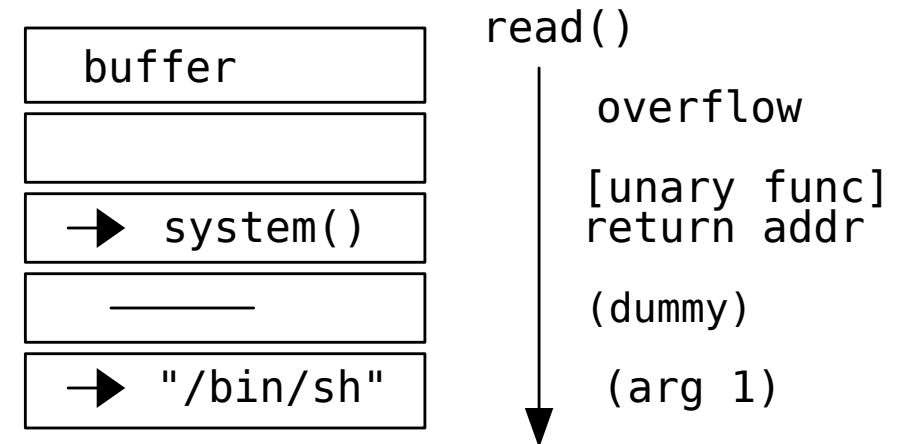 read()
buffer
overflow
[unary func]
system()
return addr
(dummy)
"/bin/sh"
(arg 1)